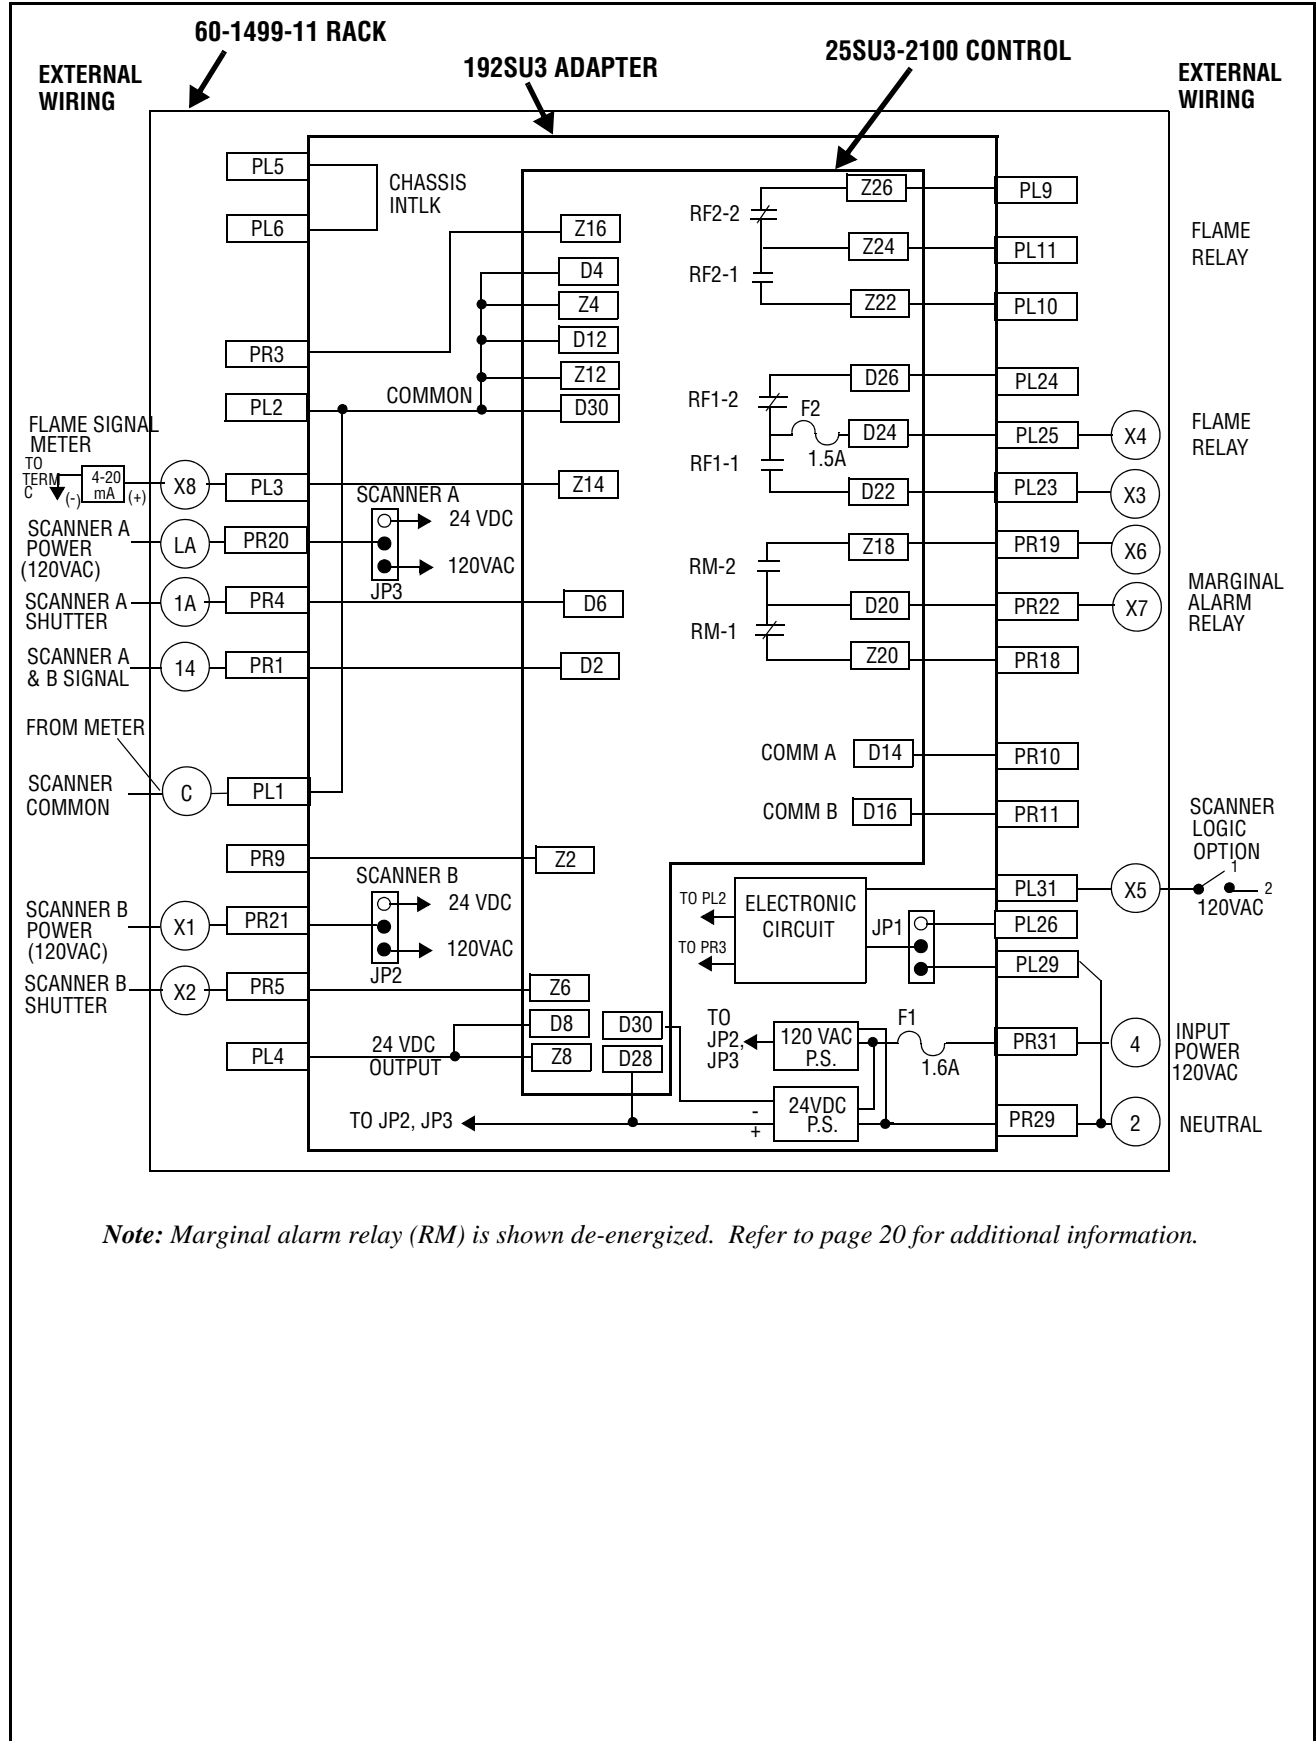 60-1499-11 RACK
192SU3 ADAPTER
25SU3-2100 CONTROL
EXTERNAL
WIRING
EXTERNAL
WIRING
PL5
CHASSIS
INTLK
PL6
PR3
PL2
COMMON
FLAME SIGNAL
METER
TO
TERM
C
(-)
4-20
mA
(+)
X8
PL3
SCANNER A
24 VDC
120VAC
JP3
SCANNER A
POWER
(120VAC)
LA
PR20
SCANNER A
SHUTTER
1A
PR4
SCANNER A
& B SIGNAL
14
PR1
FROM METER
SCANNER
COMMON
C
PL1
PR9
SCANNER B
24 VDC
120VAC
JP2
SCANNER B
POWER
(120VAC)
X1
PR21
SCANNER B
SHUTTER
X2
PR5
PL4
24 VDC
OUTPUT
TO JP2, JP3
Z16
D4
Z4
D12
Z12
D30
Z14
D6
D2
Z2
Z6
D8
Z8
D30
D28
RF2-2
RF2-1
Z26
Z24
Z22
PL9
PL11
PL10
FLAME
RELAY
RF1-2
F2
1.5A
RF1-1
D26
D24
D22
PL24
PL25
PL23
X4
X3
FLAME
RELAY
RM-2
RM-1
Z18
D20
Z20
PR19
PR22
PR18
X6
X7
MARGINAL
ALARM
RELAY
COMM A
D14
PR10
COMM B
D16
PR11
SCANNER
LOGIC
OPTION
1
2
120VAC
TO PL2
TO PR3
ELECTRONIC
CIRCUIT
JP1
PL31
X5
PL26
PL29
TO
JP2,
JP3
120 VAC
P.S.
F1
1.6A
PR31
4
INPUT
POWER
120VAC
-
+
24VDC
P.S.
PR29
2
NEUTRAL
Note: Marginal alarm relay (RM) is shown de-energized. Refer to page 20 for additional information.